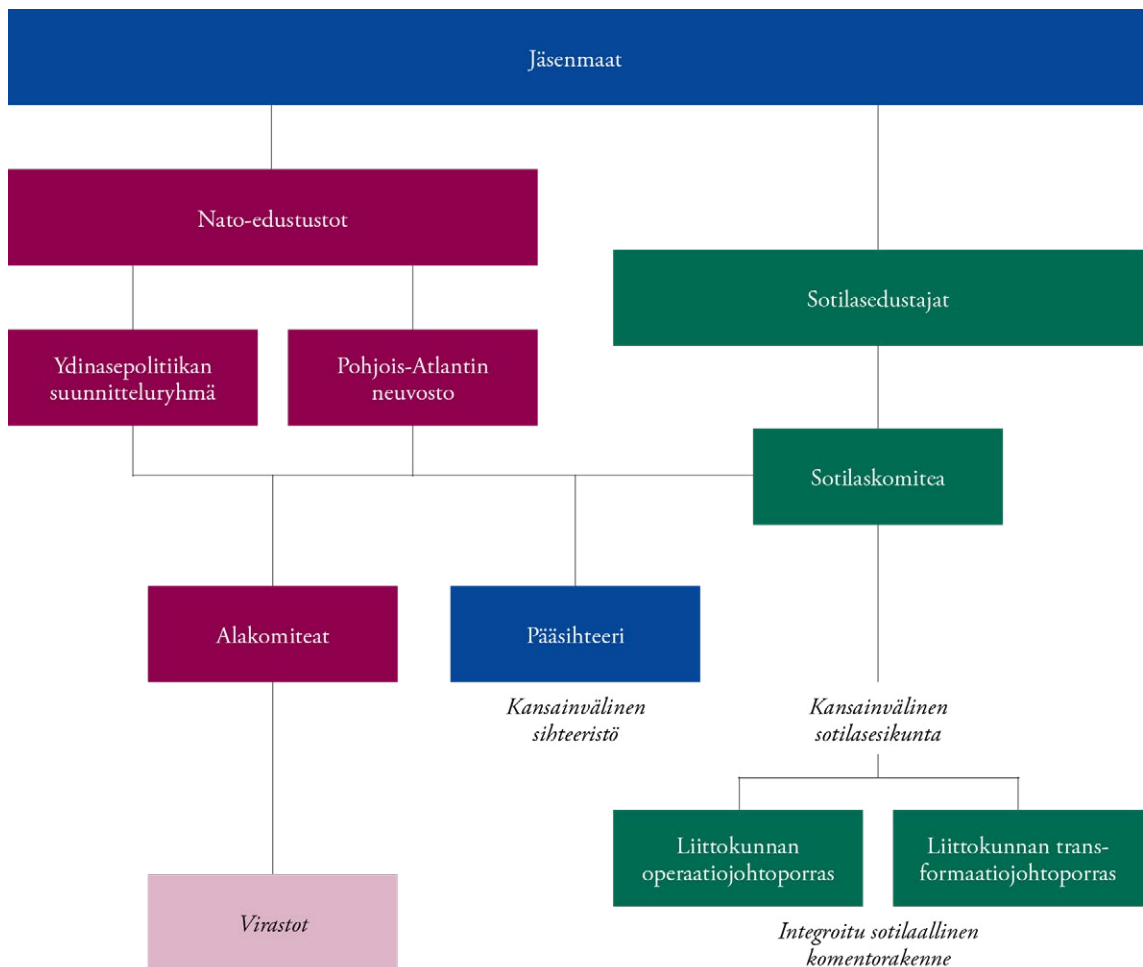 Jäsenmaat
Nato-edustustot
Sotilasedustajat
Ydinasepolitiikan
suunnitteluryhmä
Pohjois-Atlantin
neuvosto
Sotilaskomitea
Alakomiteat
Pääsihteeri
Kansainvälinen
sihteeristö
Kansainvälinen
sotilasesikunta
Liittokunnan
operaatiojohtoporras
Liittokunnan trans-
formaatiojohtoporras
Virastot
Integroitu sotilaallinen
komentorakenne